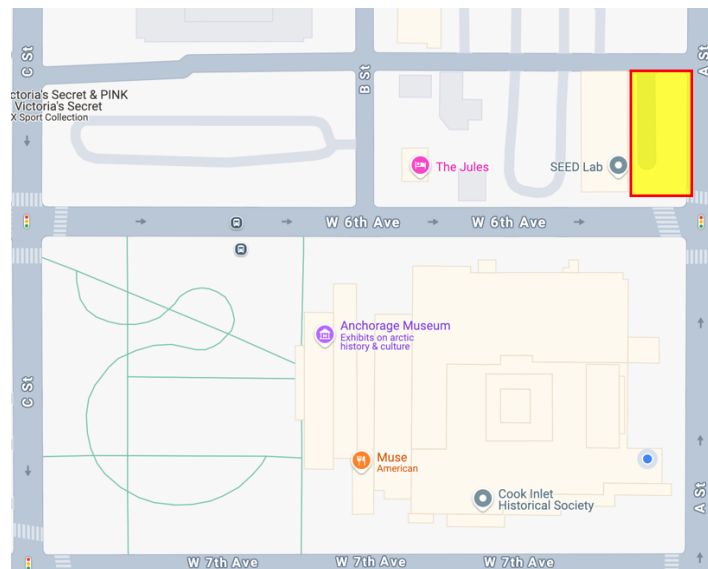 C St
B St
A St
ctoria's Secret & PINK
Victoria's Secret
X Sport Collection
The Jules
SEED Lab
W 6th Ave
W 6th Ave
Anchorage Museum
Exhibits on arctic
history & culture
C St
Muse
American
Cook Inlet
Historical Society
A St
W 7th Ave
W 7th Ave
W 7th Ave